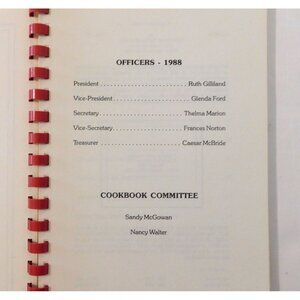 OFFICERS - 1988
President . . . . . . . . . . . . . . . . . . . . . . . Ruth Gilliland
Vice-President . . . . . . . . . . . . . . . . . . . . Glenda Ford
Secretary . . . . . . . . . . . . . . . . . . . . . . Thelma Marion
Vice-Secretary . . . . . . . . . . . . . . . . . . Frances Norton
Treasurer . . . . . . . . . . . . . . . . . . . . . Caesar McBride
COOKBOOK COMMITTEE
Sandy McGowan
Nancy Walter